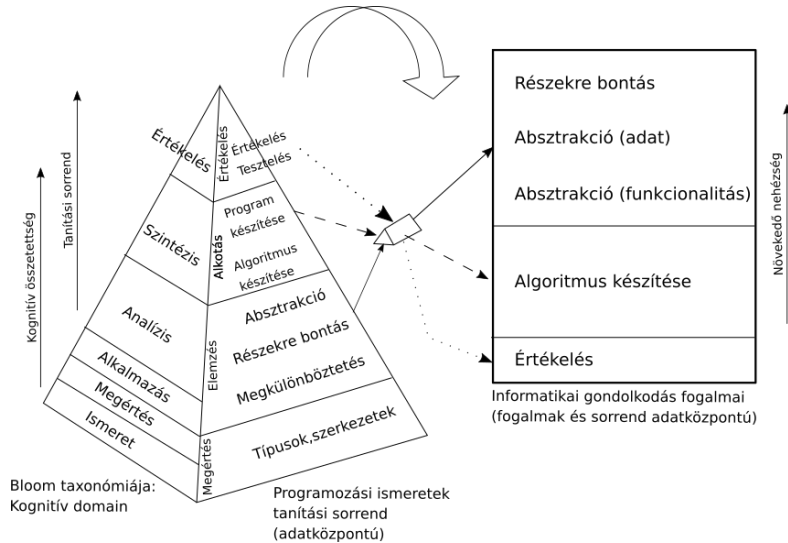 Kognitív összetettség
Tanítási sorrend
Értékelés
Szintézis
Analízis
Alkalmazás
Megértés
Ismeret
Értékelés
Alkotás
Elemzés
Megértés
Értékelés
Tesztelés
Program
készítése
Algoritmus
készítése
Absztrakció
Részekre bontás
Megkülönböztetés
Típusok,szerkezetek
Bloom taxonómiája:
Kognitív domain
Programozási ismeretek
tanítási sorrend
(adatközpontú)
Részekre bontás
Absztrakció (adat)
Absztrakció (funkcionalitás)
Algoritmus készítése
Értékelés
Informatikai gondolkodás fogalmai
(fogalmak és sorrend adatközpontú)
Növekedő nehézség